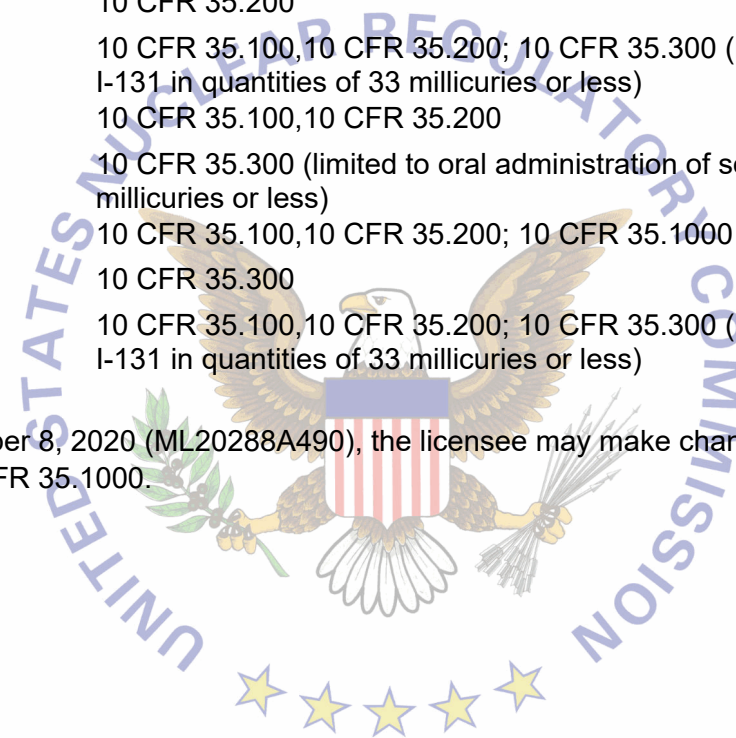 10 CFR 35.200
10 CFR 35.100,10 CFR 35.200; 10 CFR 35.300 (
I-131 in quantities of 33 millicuries or less)
10 CFR 35.100,10 CFR 35.200
10 CFR 35.300 (limited to oral administration of so
millicuries or less)
10 CFR 35.100,10 CFR 35.200; 10 CFR 35.1000
10 CFR 35.300
10 CFR 35.100,10 CFR 35.200; 10 CFR 35.300 (
I-131 in quantities of 33 millicuries or less)
ber 8, 2020 (ML20288A490), the licensee may make char
FR 35.1000.
UNITED STATES NUCLEAR REGULATORY COMMISSION